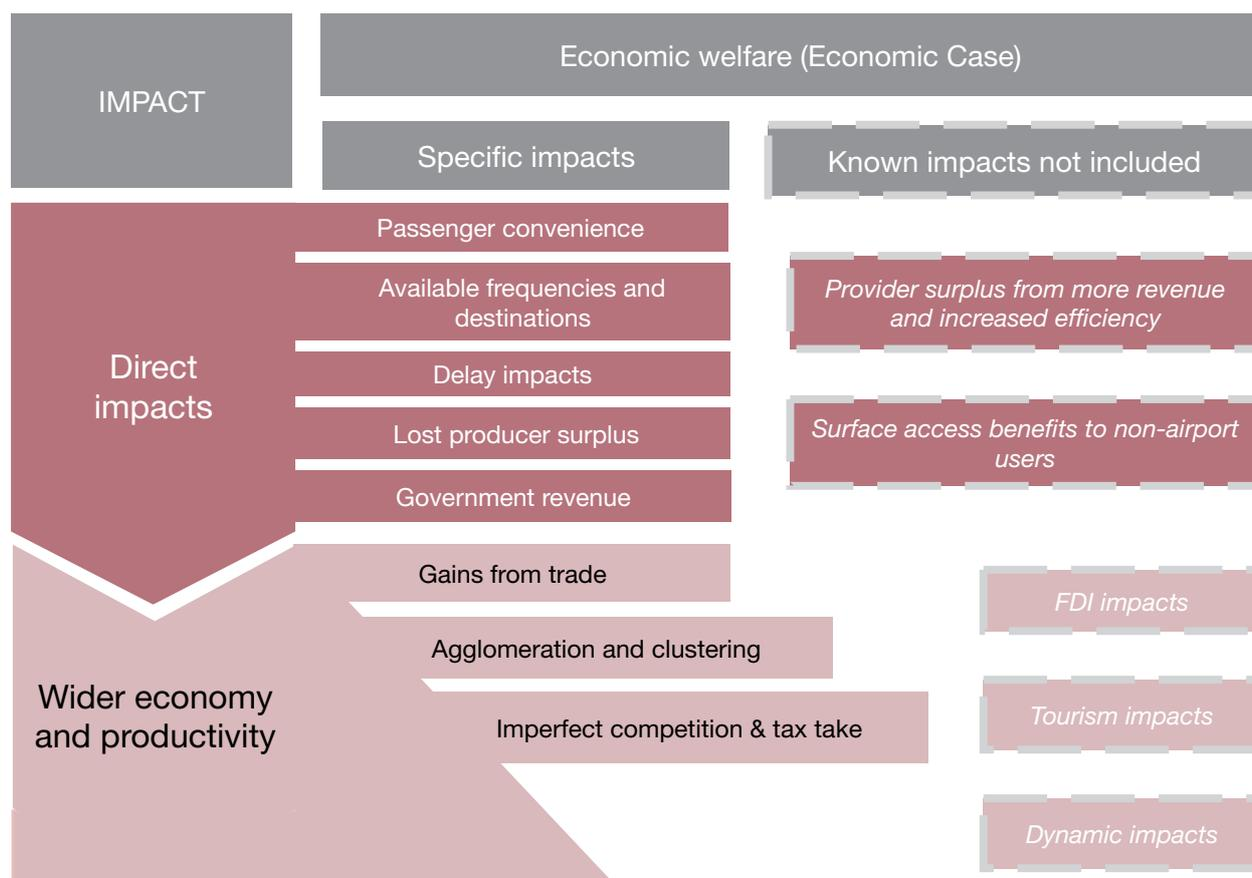 IMPACT
Economic welfare (Economic Case)
Specific impacts
Known impacts not included
Direct
impacts
Passenger convenience
Available frequencies and
destinations
Delay impacts
Lost producer surplus
Government revenue
Provider surplus from more revenue
and increased efficiency
Surface access benefits to non-airport
users
Wider economy
and productivity
Gains from trade
Agglomeration and clustering
Imperfect competition & tax take
FDI impacts
Tourism impacts
Dynamic impacts